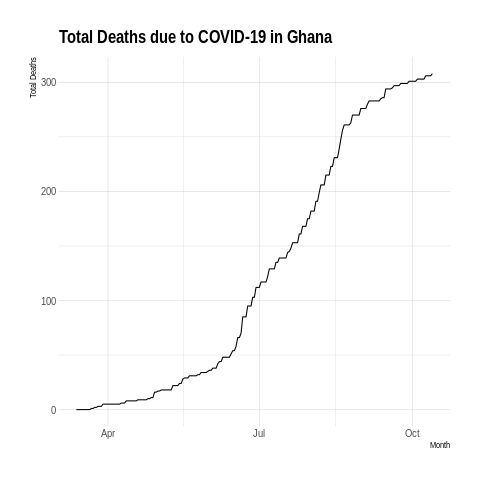 Total Deaths due to COVID-19 in Ghana
Total Deaths
300
200
100
0
Apr
Jul
Oct
Month